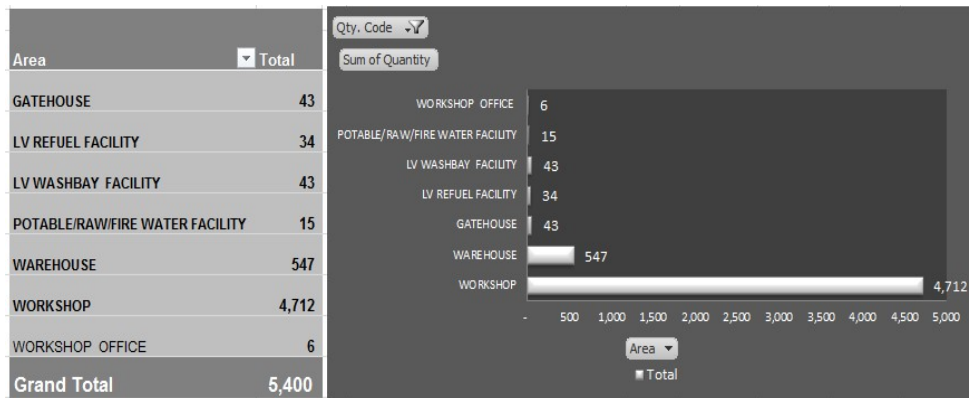 Area Total
GATEHOUSE 43
LV REFUEL FACILITY 34
LV WASHBAY FACILITY 43
POTABLE/RAW/FIRE WATER FACILITY 15
WAREHOUSE 547
WORKSHOP 4,712
WORKSHOP OFFICE 6
Grand Total 5,400
Qty. Code
Sum of Quantity
WORKSHOP OFFICE 6
POTABLE/RAW/FIRE WATER FACILITY 15
LV WASHBAY FACILITY 43
LV REFUEL FACILITY 34
GATEHOUSE 43
WAREHOUSE 547
WORKSHOP 4,712
- 500 1,000 1,500 2,000 2,500 3,000 3,500 4,000 4,500 5,000
Area
Total